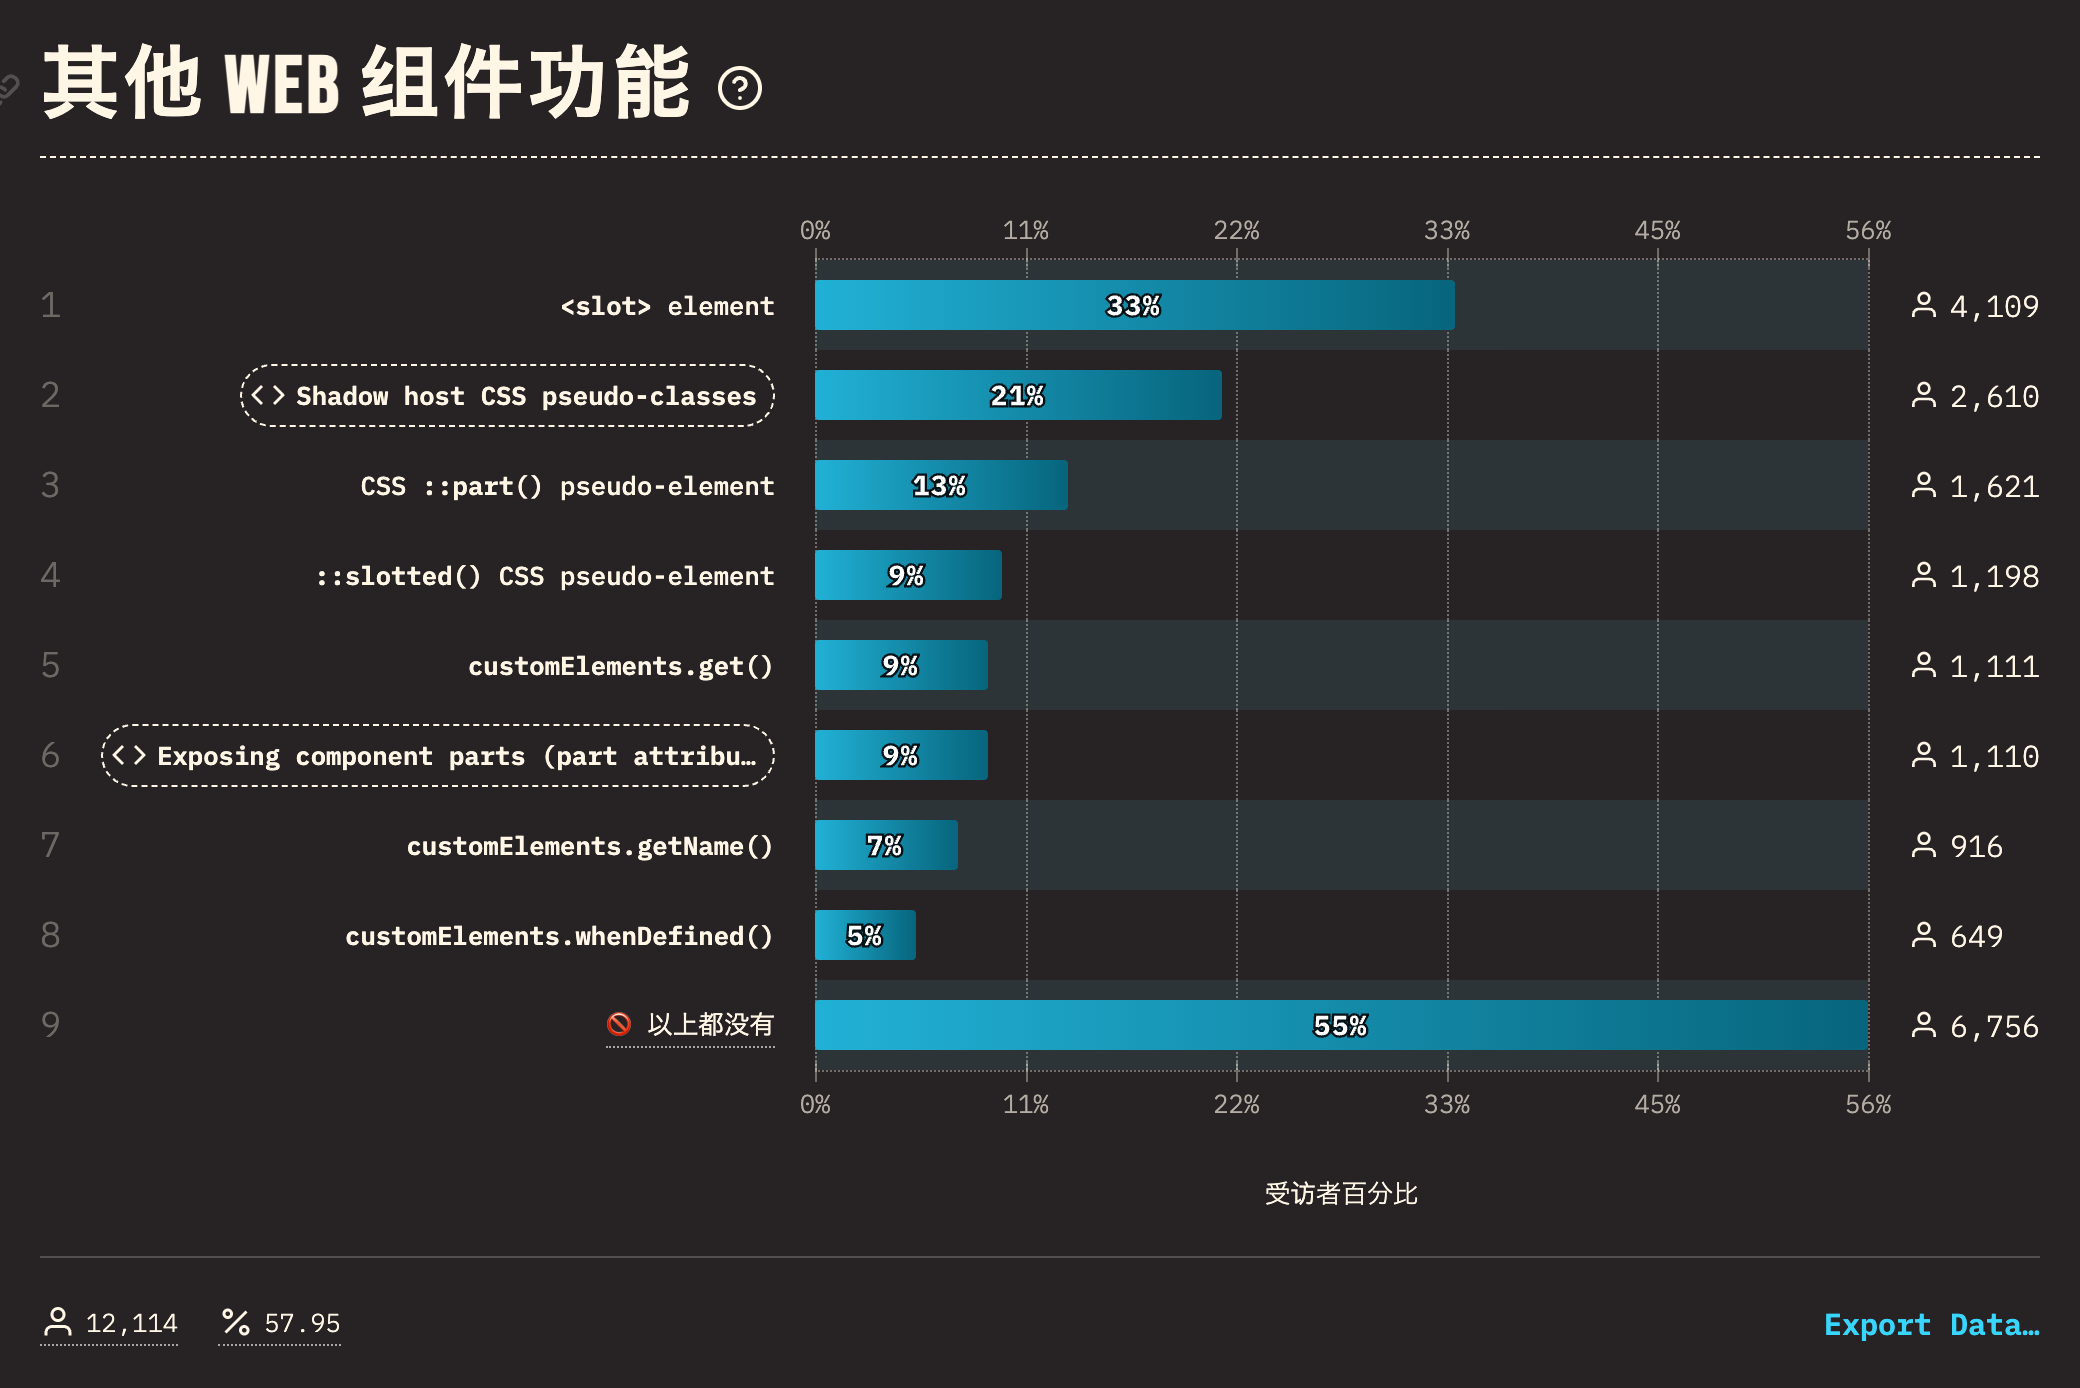 其他 WEB 组件功能
0% 11% 22% 33% 45% 56%
1 <slot> element 33% 4,109
2 <> Shadow host CSS pseudo-classes 21% 2,610
3 CSS ::part() pseudo-element 13% 1,621
4 ::slotted() CSS pseudo-element 9% 1,198
5 customElements.get() 9% 1,111
6 <> Exposing component parts (part attribu… 9% 1,110
7 customElements.getName() 7% 916
8 customElements.whenDefined() 5% 649
9 🚫 以上都没有 55% 6,756
0% 11% 22% 33% 45% 56%
受访者百分比
12,114 % 57.95 Export Data…